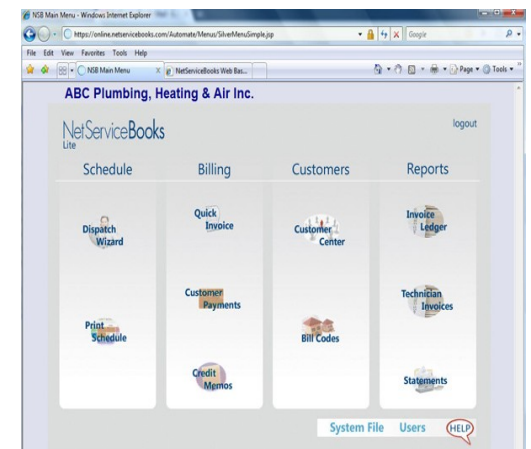 NSB Main Menu - Windows Internet Explorer
https://online.netservicebooks.com/Automate/Menus/SilverMenuSimple.jsp
Google
File Edit View Favorites Tools Help
NSB Main Menu
NetServiceBooks Web Bas...
Page Tools
ABC Plumbing, Heating & Air Inc.
NetServiceBooks
Lite
logout
Schedule Billing Customers Reports
Dispatch
Wizard
Quick
Invoice
Customer
Center
Invoice
Ledger
Customer
Payments
Technician
Invoices
Print
Schedule
Bill Codes
Credit
Memos
Statements
System File Users HELP